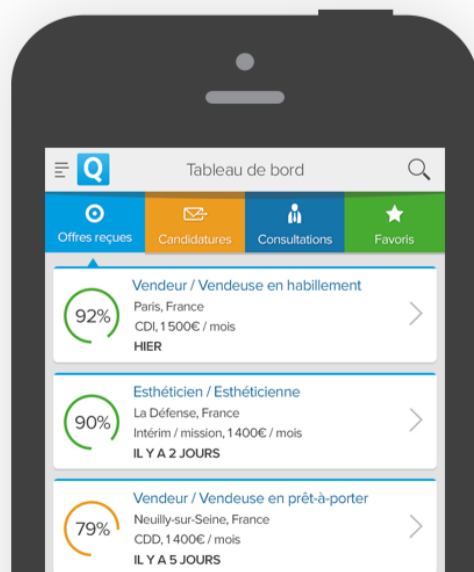 Q
Tableau de bord
Offres reçues
Candidatures
Consultations
Favoris
92%
Vendeur / Vendeuse en habillement
Paris, France
CDI, 1 500€ / mois
HIER
90%
Esthéticien / Esthéticienne
La Défense, France
Intérim / mission, 1 400€ / mois
IL Y A 2 JOURS
79%
Vendeur / Vendeuse en prêt-à-porter
Neuilly-sur-Seine, France
CDD, 1 400€ / mois
IL Y A 5 JOURS